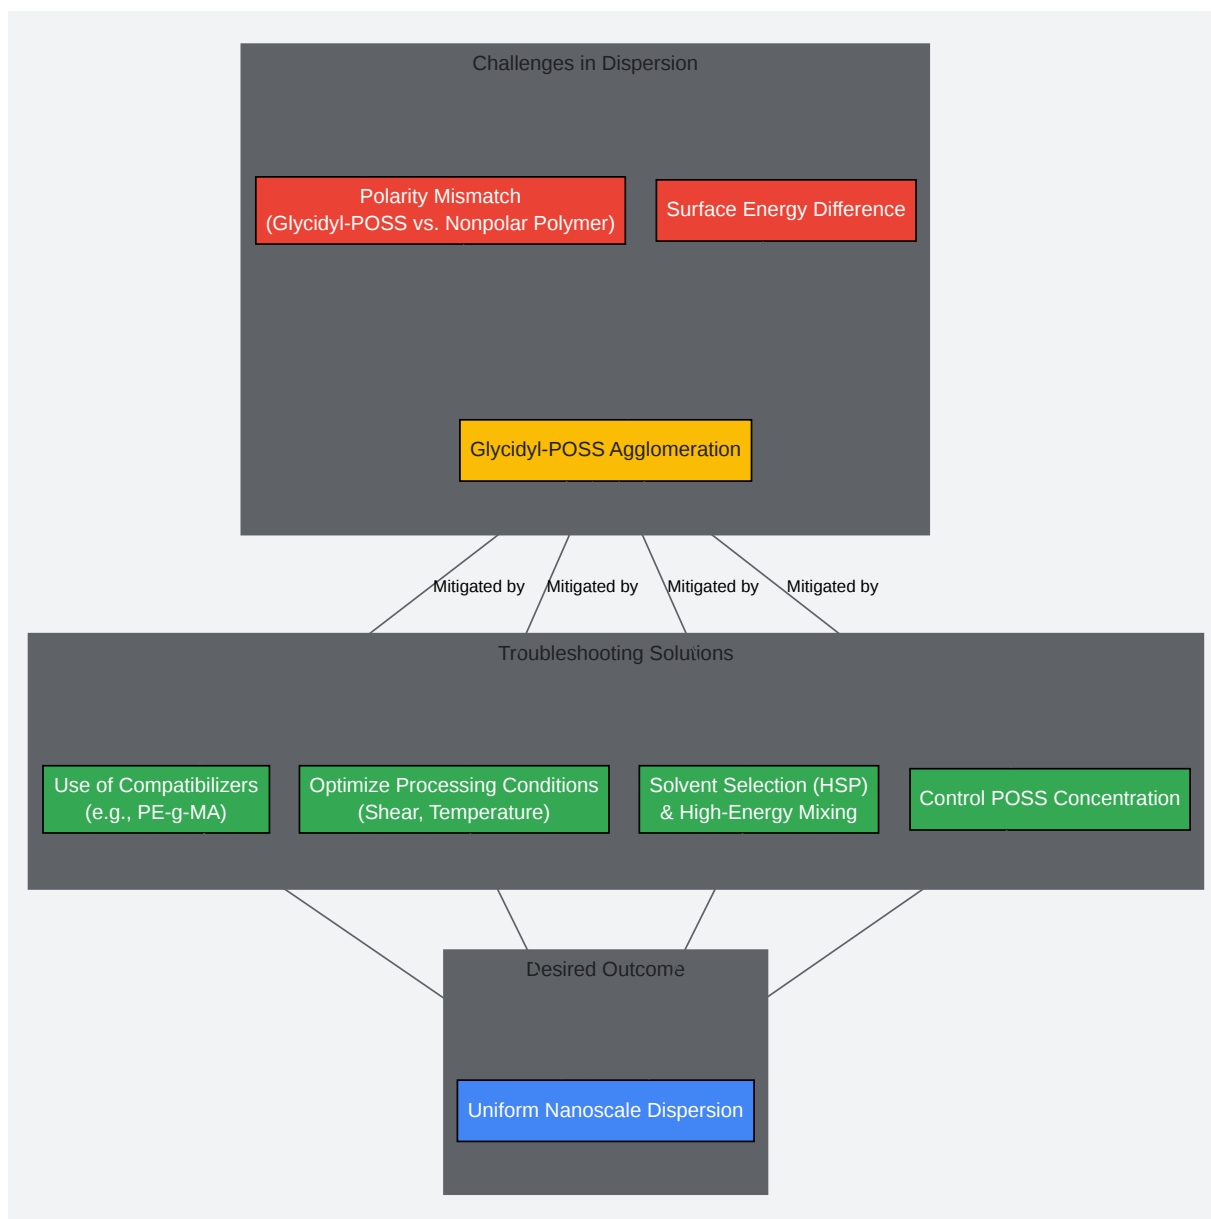 Challenges in Dispersion
Polarity Mismatch
(Glycidyl-POSS vs. Nonpolar Polymer)
Surface Energy Difference
Glycidyl-POSS Agglomeration
Mitigated by
Mitigated by
Mitigated by
Mitigated by
Troubleshooting Solutions
Use of Compatibilizers
(e.g., PE-g-MA)
Optimize Processing Conditions
(Shear, Temperature)
Solvent Selection (HSP)
& High-Energy Mixing
Control POSS Concentration
Desired Outcome
Uniform Nanoscale Dispersion